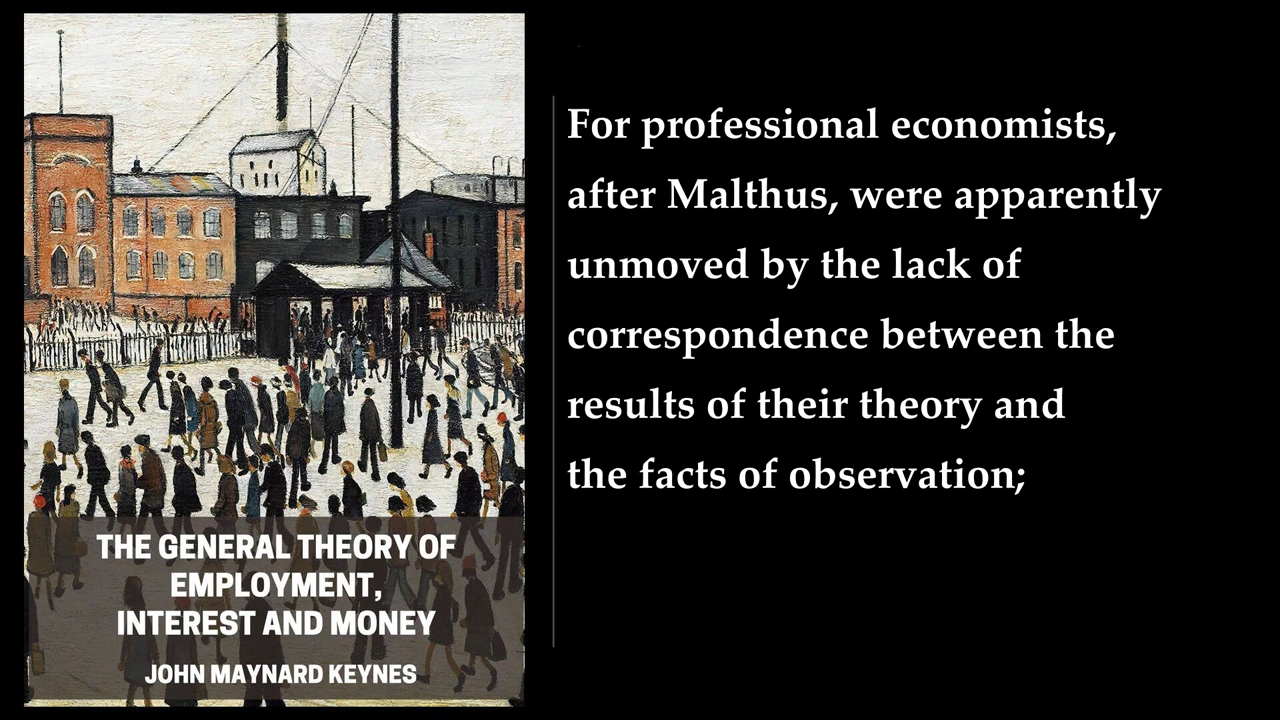 For professional economists,
after Malthus, were apparently
unmoved by the lack of
correspondence between the
results of their theory and
the facts of observation;
THE GENERAL THEORY OF
EMPLOYMENT,
INTEREST AND MONEY
JOHN MAYNARD KEYNES